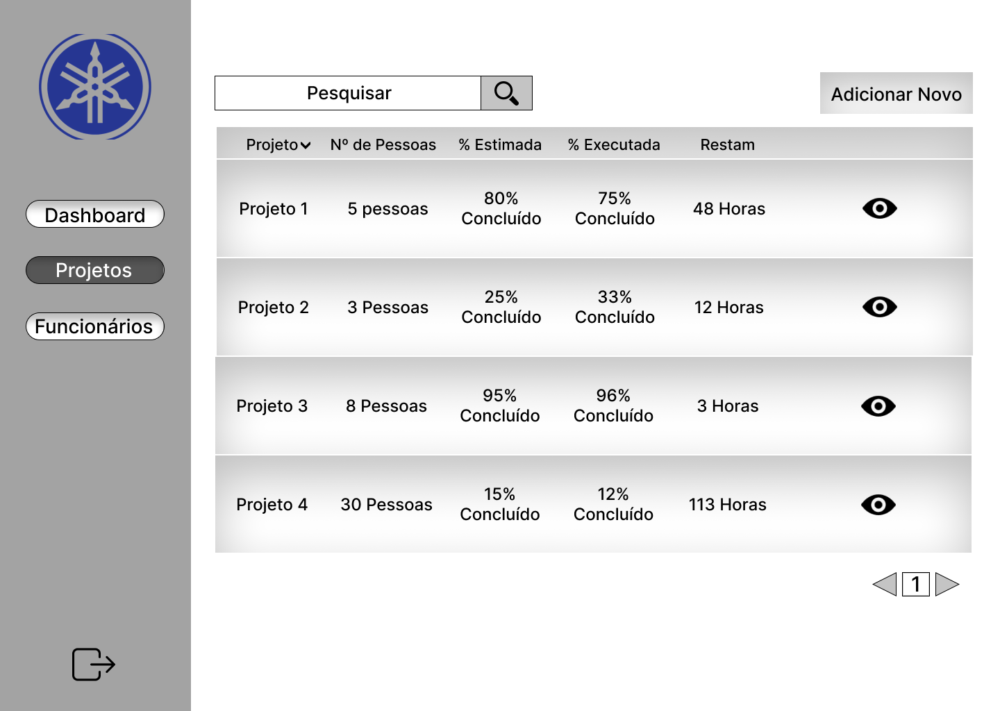 Pesquisar
Adicionar Novo
Projeto Nº de Pessoas % Estimada % Executada Restam
Projeto 1 5 pessoas 80% Concluído 75% Concluído 48 Horas
Projeto 2 3 Pessoas 25% Concluído 33% Concluído 12 Horas
Projeto 3 8 Pessoas 95% Concluído 96% Concluído 3 Horas
Projeto 4 30 Pessoas 15% Concluído 12% Concluído 113 Horas
1
Dashboard
Projetos
Funcionários